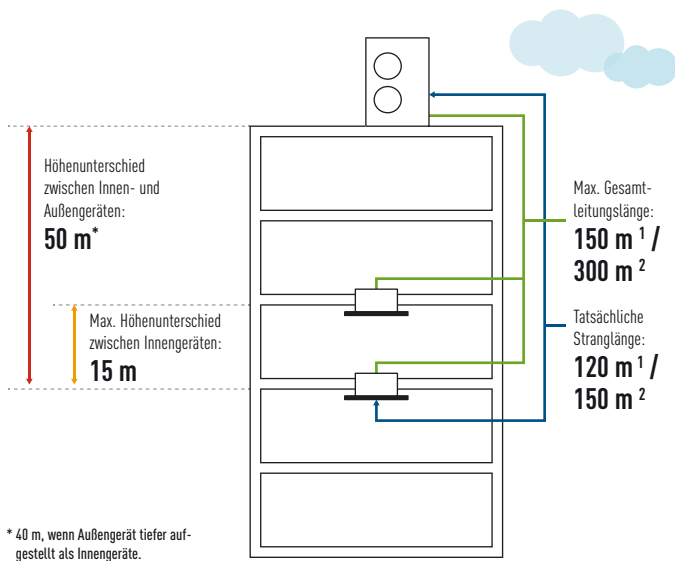 Höhenunterschied
zwischen Innen- und
Außengeräten:
50 m*
Max. Höhenunterschied
zwischen Innengeräten:
15 m
Max. Gesamt-
leitungslänge:
150 m ¹ /
300 m ²
Tatsächliche
Stranglänge:
120 m ¹ /
150 m ²
* 40 m, wenn Außengerät tiefer auf-
gestellt als Innengeräte.